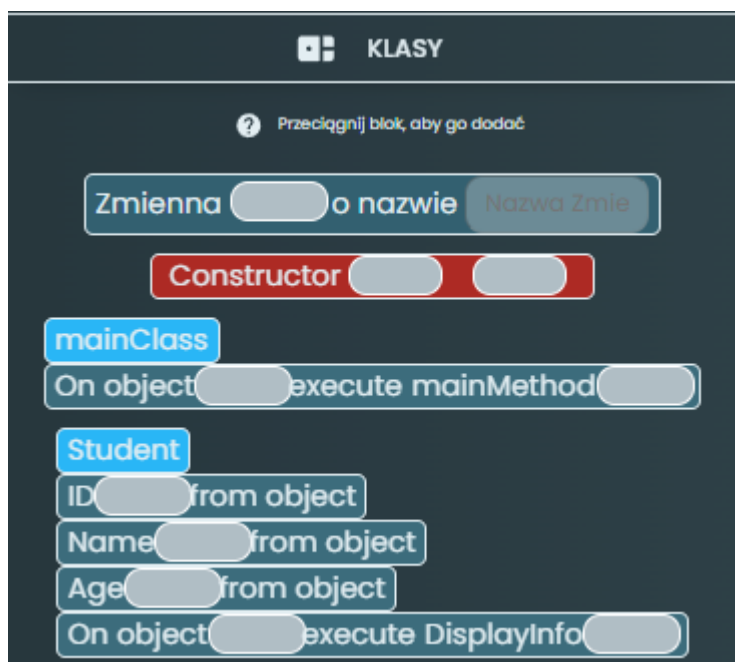 KLASY
Przeciągnij blok, aby go dodać
Zmienna o nazwie Nazwa Zmie
Constructor
mainClass
On object execute mainMethod
Student
ID from object
Name from object
Age from object
On object execute DisplayInfo